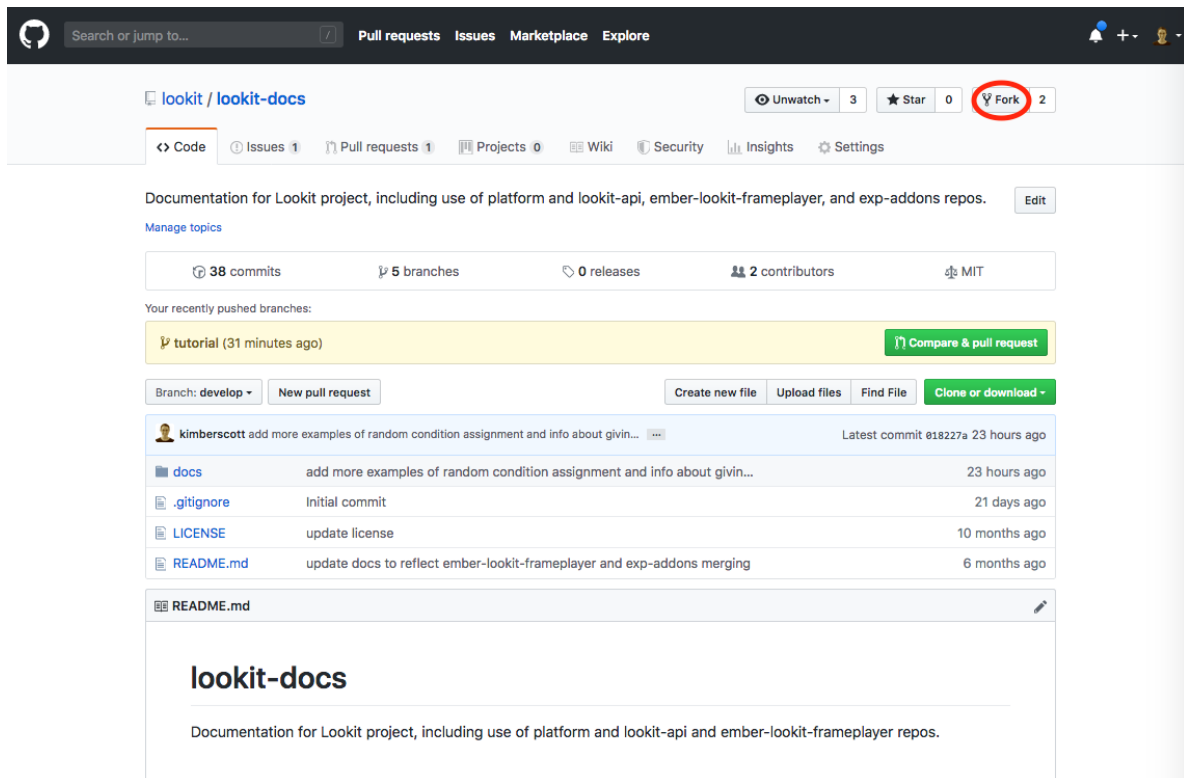 Search or jump to... / Pull requests Issues Marketplace Explore
lookit / lookit-docs Unwatch 3 Star 0 Fork 2
<> Code Issues 1 Pull requests 1 Projects 0 Wiki Security Insights Settings
Documentation for Lookit project, including use of platform and lookit-api, ember-lookit-frameplayer, and exp-addons repos. Edit
Manage topics
38 commits 5 branches 0 releases 2 contributors MIT
Your recently pushed branches:
tutorial (31 minutes ago) Compare & pull request
Branch: develop New pull request Create new file Upload files Find File Clone or download
kimberscott add more examples of random condition assignment and info about givin... ... Latest commit 018227a 23 hours ago
docs add more examples of random condition assignment and info about givin... 23 hours ago
.gitignore Initial commit 21 days ago
LICENSE update license 10 months ago
README.md update docs to reflect ember-lookit-frameplayer and exp-addons merging 6 months ago
README.md
lookit-docs
Documentation for Lookit project, including use of platform and lookit-api and ember-lookit-frameplayer repos.